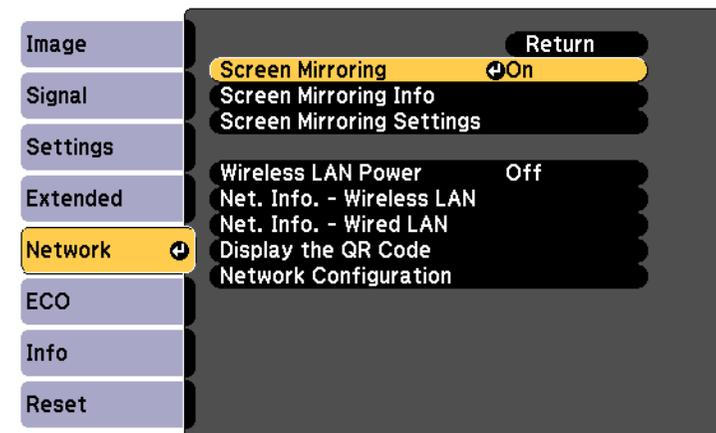 Image
Signal
Settings
Extended
Network
ECO
Info
Reset
Return
Screen Mirroring On
Screen Mirroring Info
Screen Mirroring Settings
Wireless LAN Power Off
Net. Info. - Wireless LAN
Net. Info. - Wired LAN
Display the QR Code
Network Configuration